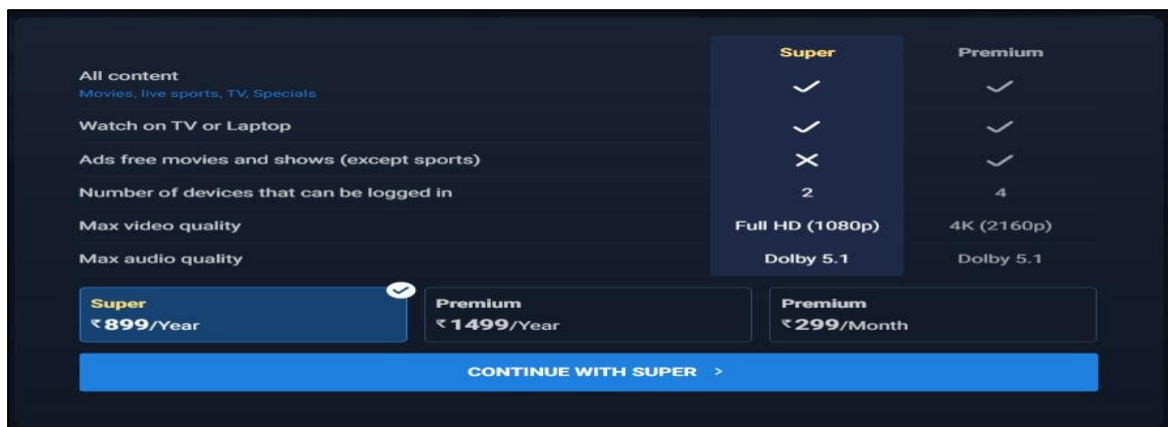 Super Premium
All content
Movies, live sports, TV, Specials
Watch on TV or Laptop
Ads free movies and shows (except sports)
Number of devices that can be logged in 2 4
Max video quality Full HD (1080p) 4K (2160p)
Max audio quality Dolby 5.1 Dolby 5.1
Super Premium Premium
₹899/Year ₹1499/Year ₹299/Month
CONTINUE WITH SUPER >